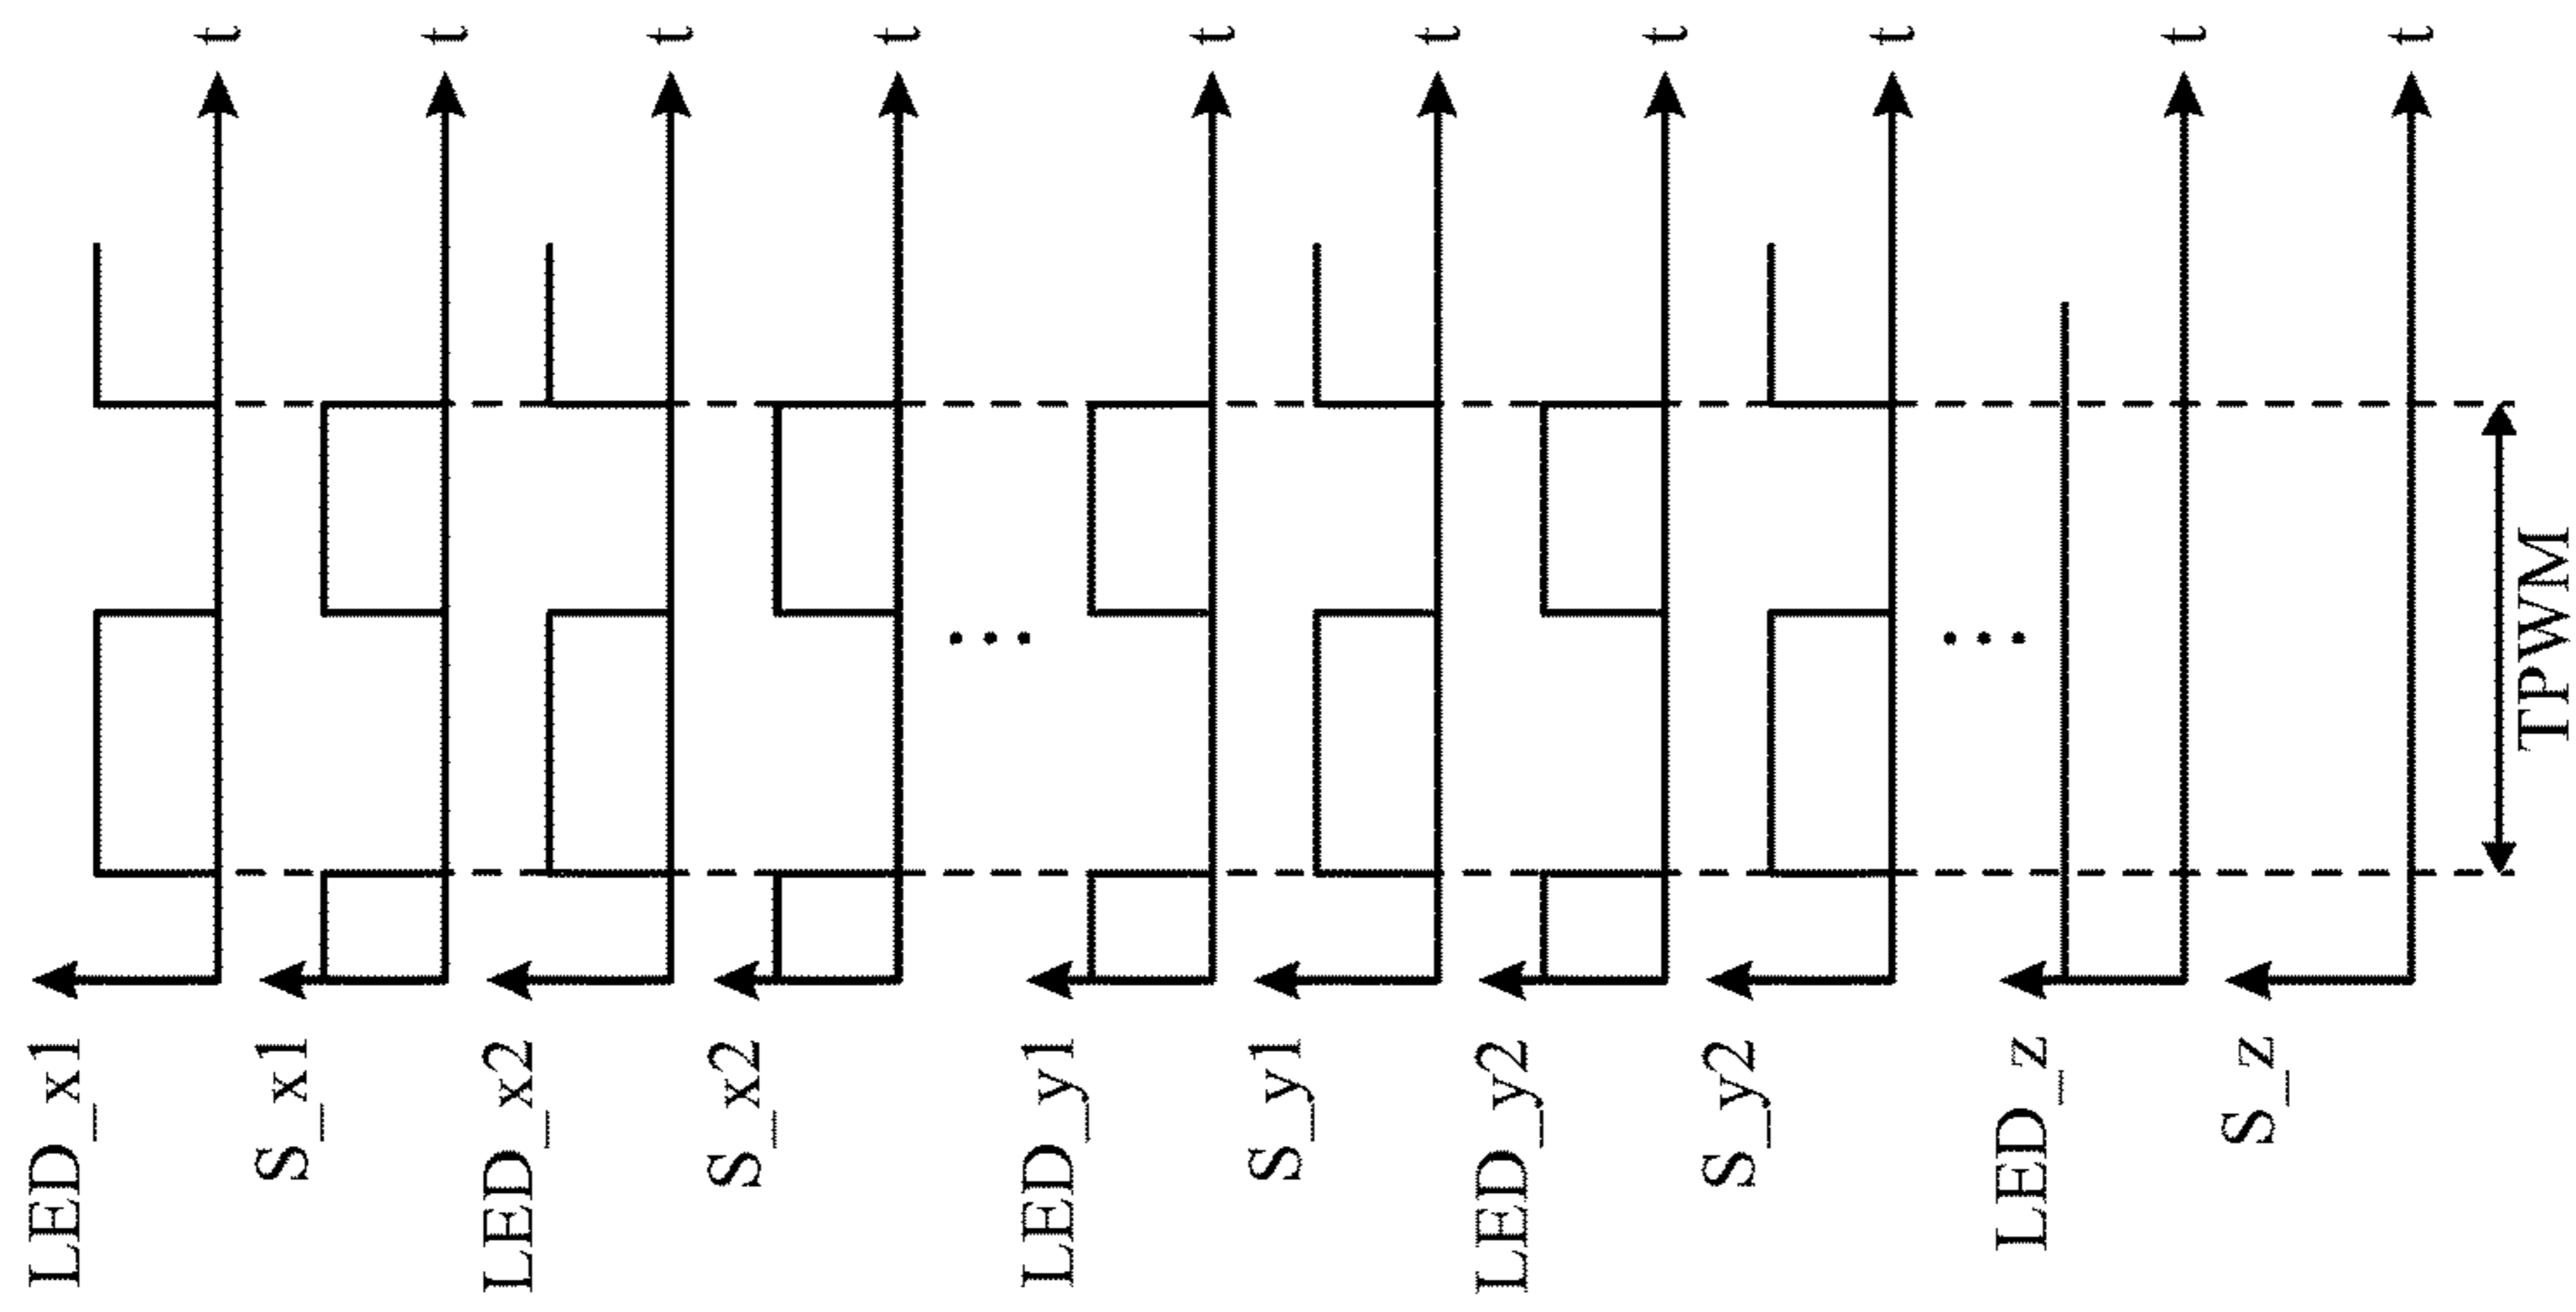 LED_x1
t
S_x1
t
LED_x2
t
S_x2
t
...
LED_y1
t
S_y1
t
LED_y2
t
S_y2
t
...
LED_z
t
S_z
t
TPWM